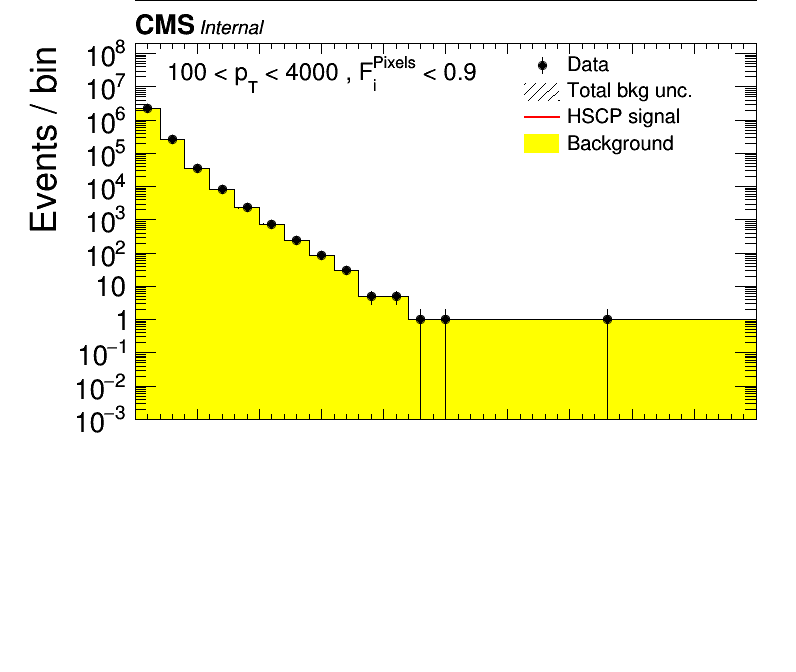 CMS Internal
Events / bin
10^8
10^7
10^6
10^5
10^4
10^3
10^2
10
1
10^−1
10^−2
10^−3
100 < p_T < 4000 , F_i^Pixels < 0.9
Data
Total bkg unc.
HSCP signal
Background